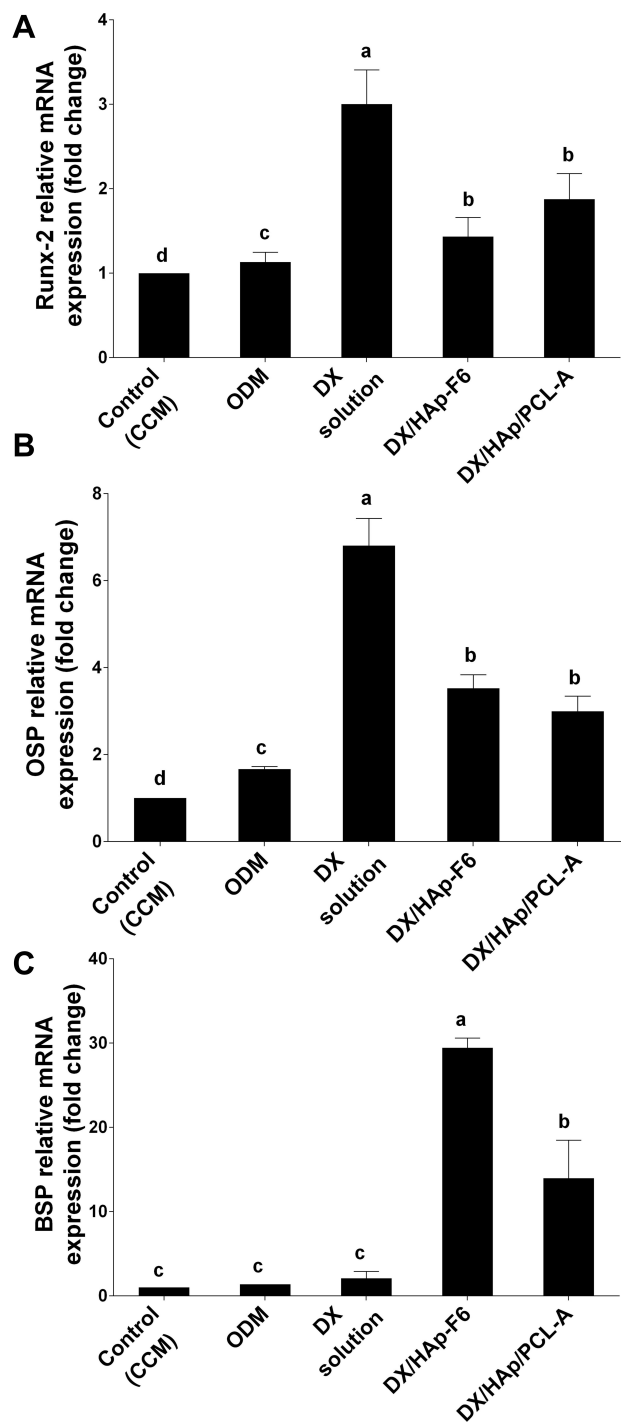 A
Runx-2 relative mRNA
expression (fold change)
4
3
2
1
0
d
c
a
b
b
Control
(CCM)
ODM
DX
solution
DX/HAp-F6
DX/HAp/PCL-A
B
OSP relative mRNA
expression (fold change)
8
6
4
2
0
d
c
a
b
b
Control
(CCM)
ODM
DX
solution
DX/HAp-F6
DX/HAp/PCL-A
C
BSP relative mRNA
expression (fold change)
40
30
20
10
0
c
c
c
a
b
Control
(CCM)
ODM
DX
solution
DX/HAp-F6
DX/HAp/PCL-A